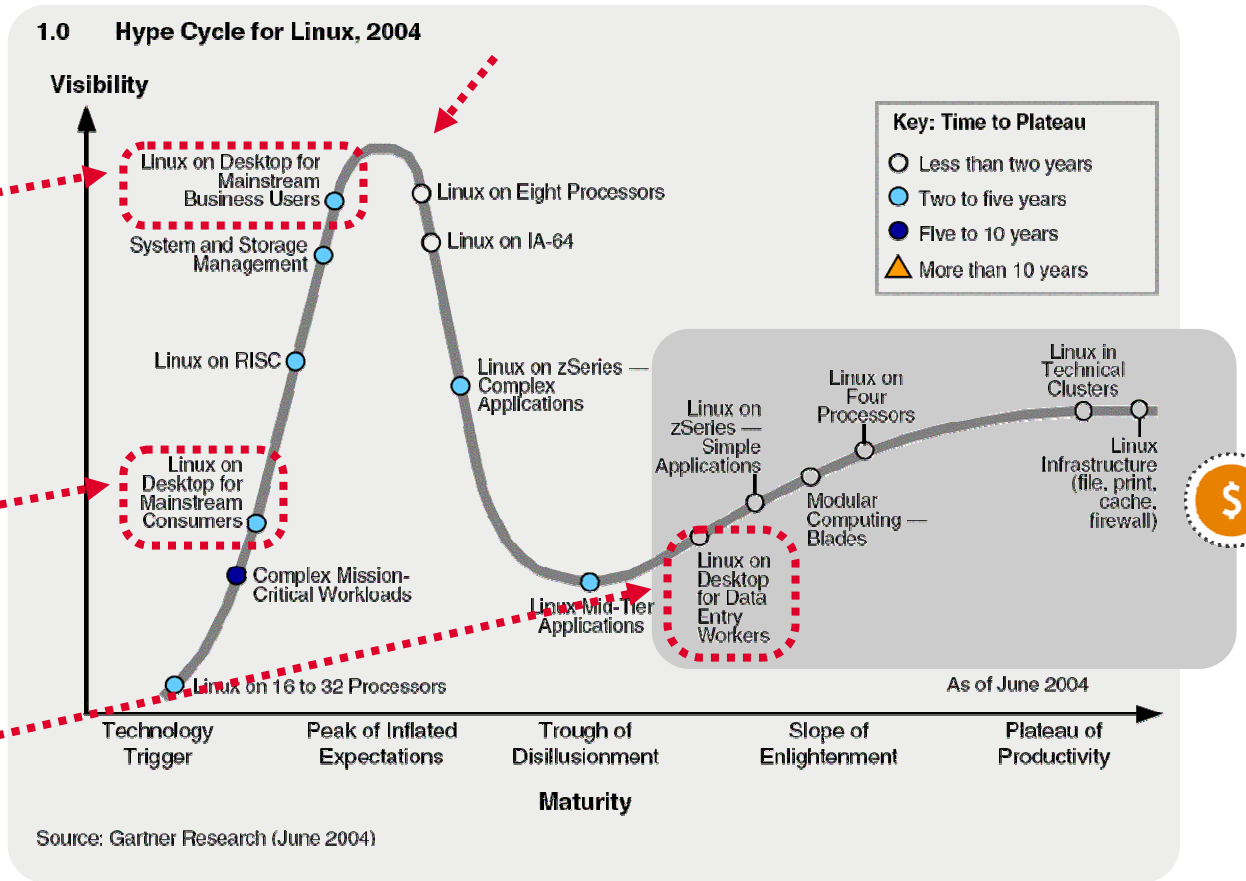 1.0 Hype Cycle for Linux, 2004
Visibility
Key: Time to Plateau
Less than two years
Two to five years
Five to 10 years
More than 10 years
Linux on Desktop for
Mainstream
Business Users
Linux on Eight Processors
System and Storage
Management
Linux on IA-64
Linux on RISC
Linux on zSeries —
Complex
Applications
Linux on
Desktop for
Mainstream
Consumers
Complex Mission-
Critical Workloads
Linux on 16 to 32 Processors
Linux Mid-Tier
Applications
Linux on
Desktop
for Data
Entry
Workers
Linux on
zSeries —
Simple
Applications
Modular
Computing —
Blades
Linux on
Four
Processors
Linux in
Technical
Clusters
Linux
Infrastructure
(file, print,
cache,
firewall)
$
As of June 2004
Technology
Trigger
Peak of Inflated
Expectations
Trough of
Disillusionment
Slope of
Enlightenment
Plateau of
Productivity
Maturity
Source: Gartner Research (June 2004)